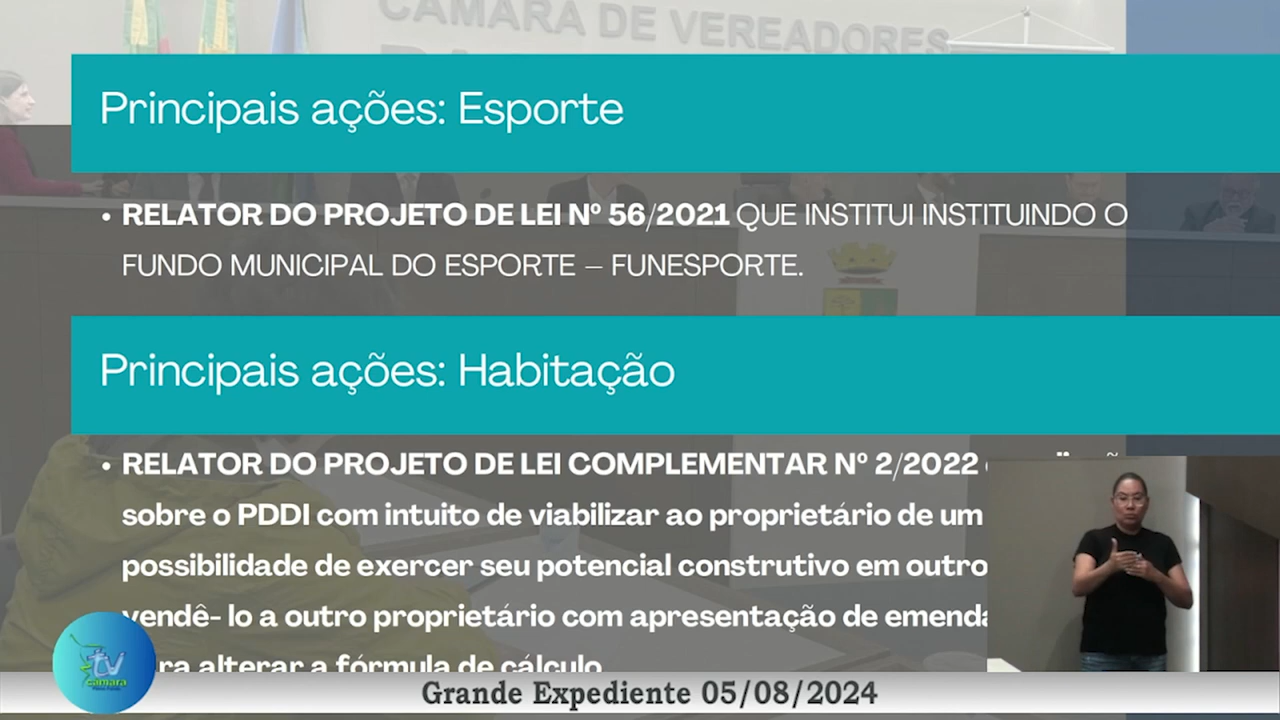 CÂMARA DE VEREADORES
Principais ações: Esporte
• RELATOR DO PROJETO DE LEI Nº 56/2021 QUE INSTITUI INSTITUINDO O
FUNDO MUNICIPAL DO ESPORTE – FUNESPORTE.
Principais ações: Habitação
• RELATOR DO PROJETO DE LEI COMPLEMENTAR Nº 2/2022
sobre o PDDI com intuito de viabilizar ao proprietário de um
possibilidade de exercer seu potencial construtivo em outro
vendê- lo a outro proprietário com apresentação de
alterar a fórmula de cálculo
tv
câmara
Grande Expediente 05/08/2024